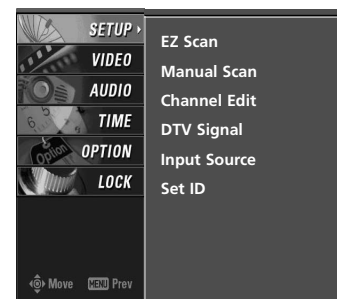 SETUP
VIDEO
AUDIO
TIME
OPTION
LOCK
Move MENU Prev
EZ Scan
Manual Scan
Channel Edit
DTV Signal
Input Source
Set ID